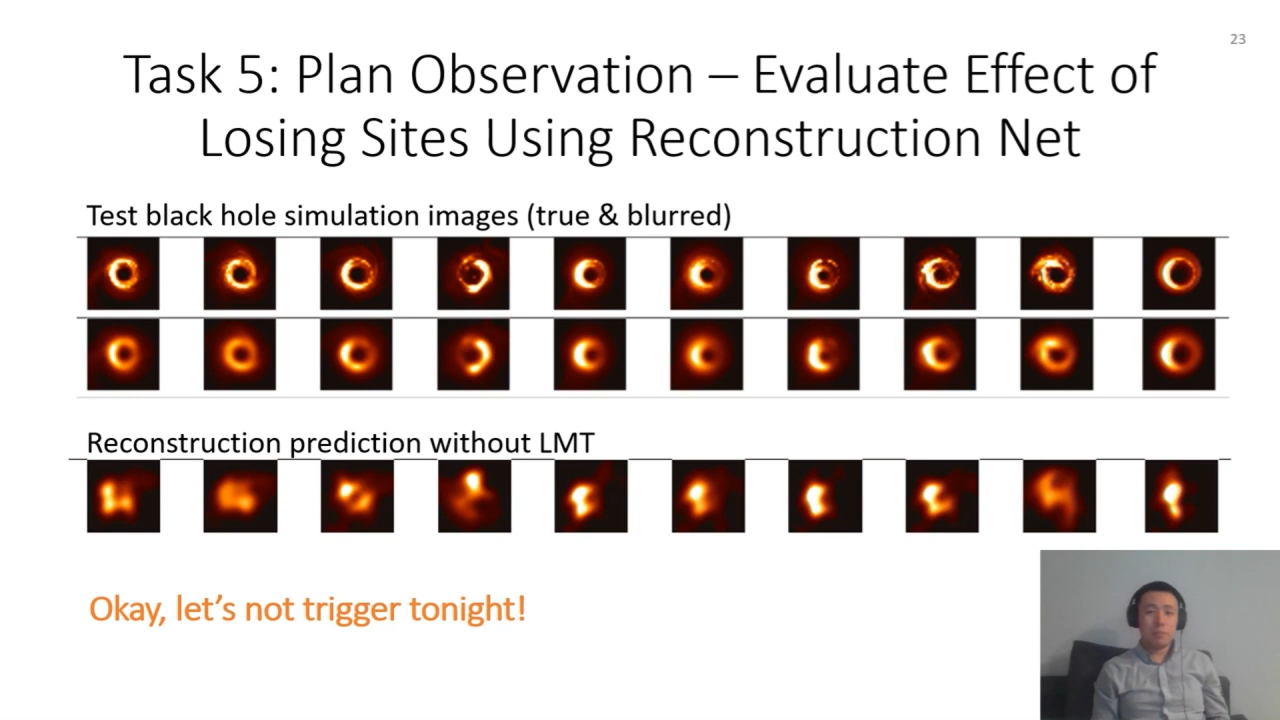 23
Task 5: Plan Observation – Evaluate Effect of
Losing Sites Using Reconstruction Net
Test black hole simulation images (true & blurred)
Reconstruction prediction without LMT
Okay, let’s not trigger tonight!